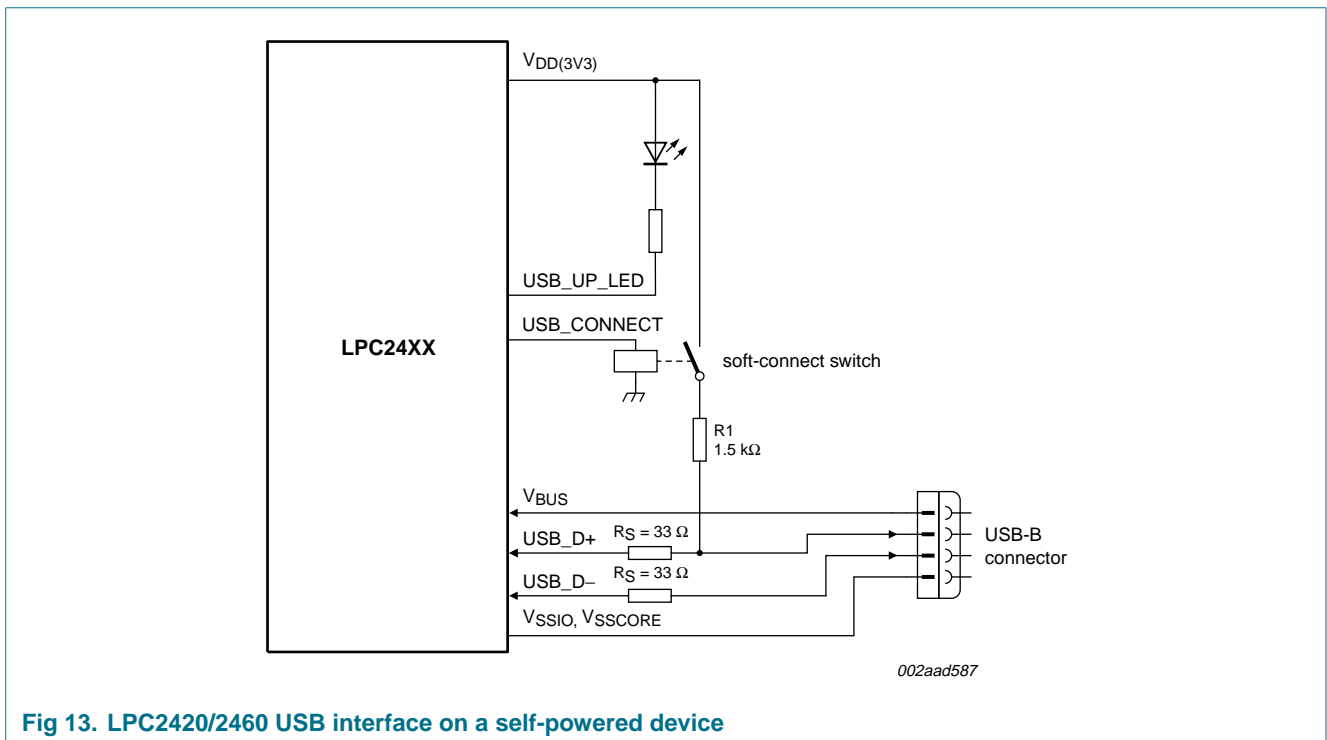 VDD(3V3)
USB_UP_LED
USB_CONNECT
LPC24XX
soft-connect switch
R1
1.5 kΩ
VBUS
USB_D+
RS = 33 Ω
USB_D−
RS = 33 Ω
VSSIO, VSSCORE
USB-B
connector
002aad587
Fig 13. LPC2420/2460 USB interface on a self-powered device